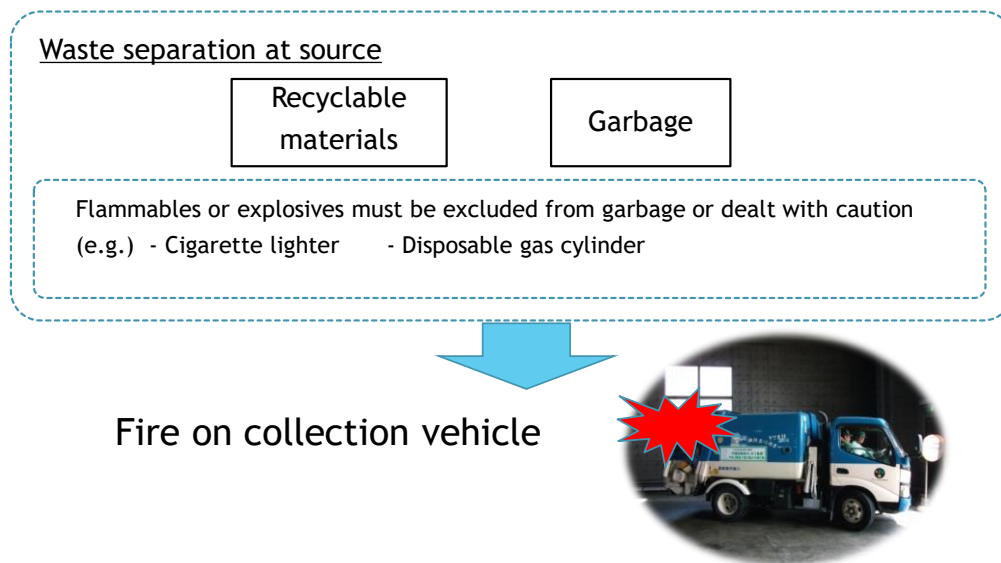 Waste separation at source
Recyclable
materials
Garbage
Flammables or explosives must be excluded from garbage or dealt with caution
(e.g.) - Cigarette lighter - Disposable gas cylinder
Fire on collection vehicle